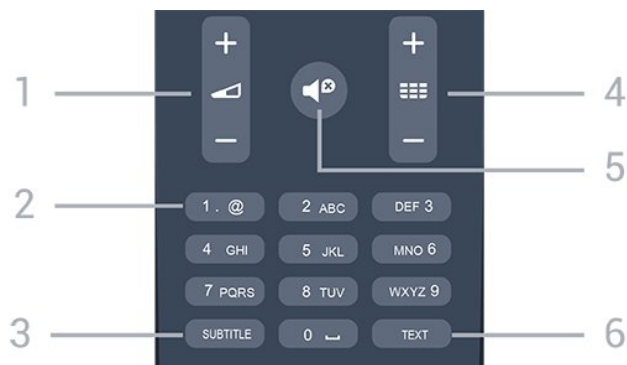 1
+
+
4
−
−
5
2
1 . @
2 ABC
DEF 3
4 GHI
5 JKL
MNO 6
7 PQRS
8 TUV
WXYZ 9
3
SUBTITLE
0 ⎵
TEXT
6